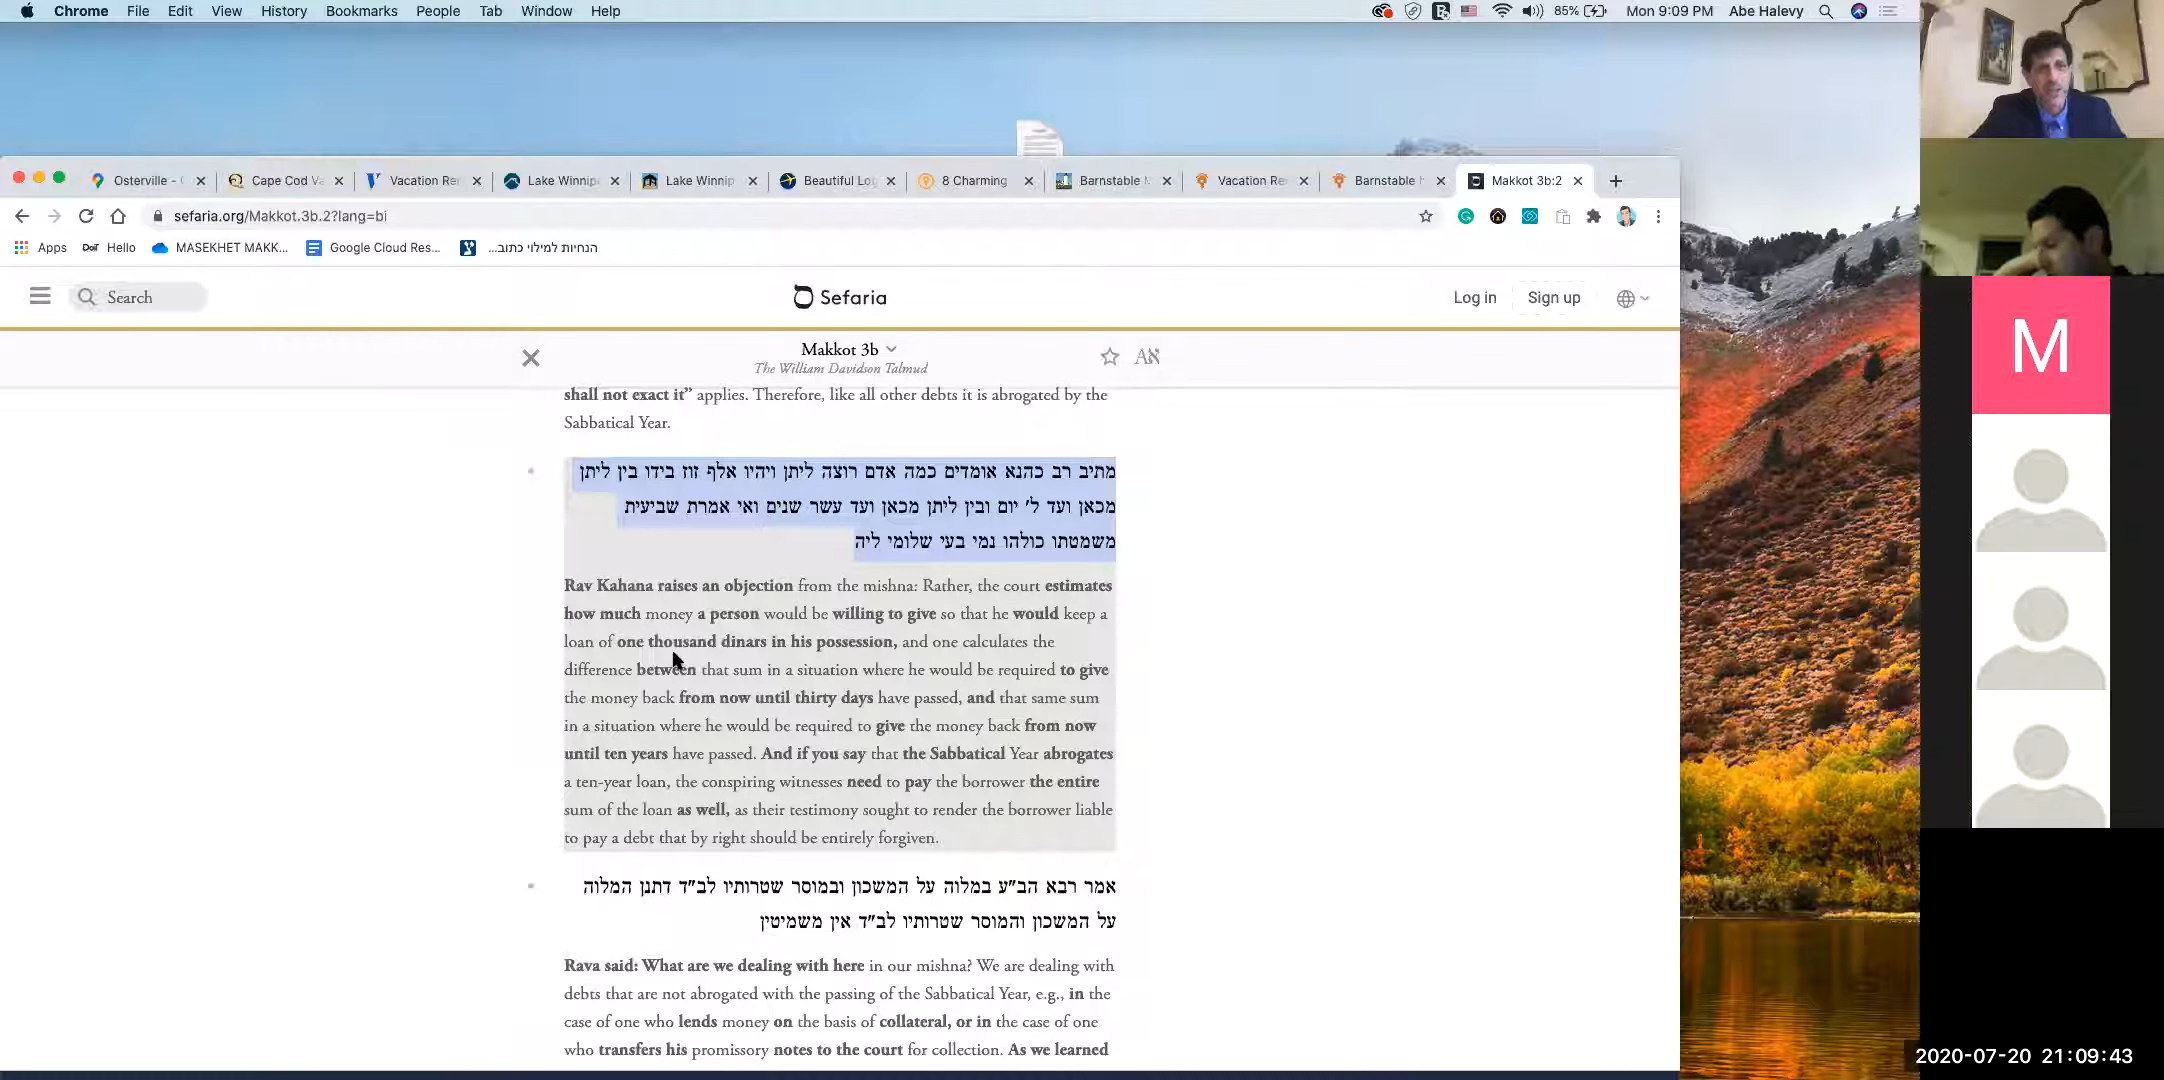 Chrome File Edit View History Bookmarks People Tab Window Help 85% Mon 9:09 PM Abe Halevy
Osterville - Cape Cod Va Vacation Re Lake Winnip Lake Winnip Beautiful Lo 8 Charming Barnstable Vacation Re Barnstable Makkot 3b:2
sefaria.org/Makkot.3b.2?lang=bi
Apps DoiT Hello MASEKHET MAKK... Google Cloud Res... הנחיות למילוי כתוב...
Search Sefaria Log in Sign up
Makkot 3b
The William Davidson Talmud
Aא
shall not exact it” applies. Therefore, like all other debts it is abrogated by the
Sabbatical Year.
מתיב רב כהנא אומדים כמה אדם רוצה ליתן ויהיו אלף זוז בידו בין ליתן
מכאן ועד ל' יום ובין ליתן מכאן ועד עשר שנים ואי אמרת שביעית
משמטתו כולהו נמי בעי שלומי ליה
Rav Kahana raises an objection from the mishna: Rather, the court estimates
how much money a person would be willing to give so that he would keep a
loan of one thousand dinars in his possession, and one calculates the
difference between that sum in a situation where he would be required to give
the money back from now until thirty days have passed, and that same sum
in a situation where he would be required to give the money back from now
until ten years have passed. And if you say that the Sabbatical Year abrogates
a ten-year loan, the conspiring witnesses need to pay the borrower the entire
sum of the loan as well, as their testimony sought to render the borrower liable
to pay a debt that by right should be entirely forgiven.
אמר רבא הב"ע במלוה על המשכון ובמוסר שטרותיו לב"ד דתנן המלוה
על המשכון והמוסר שטרותיו לב"ד אין משמיטין
Rava said: What are we dealing with here in our mishna? We are dealing with
debts that are not abrogated with the passing of the Sabbatical Year, e.g., in the
case of one who lends money on the basis of collateral, or in the case of one
who transfers his promissory notes to the court for collection. As we learned
M
2020-07-20 21:09:43